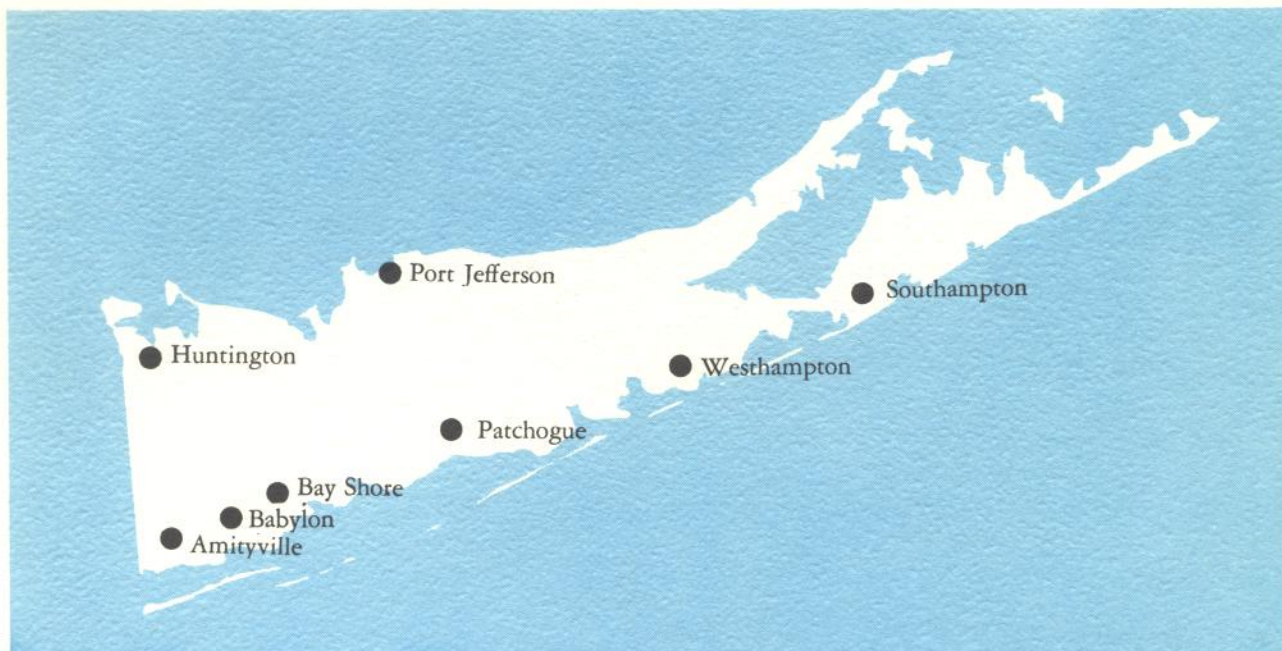 Port Jefferson
Southampton
Huntington
Westhampton
Patchogue
Bay Shore
Babylon
Amityville